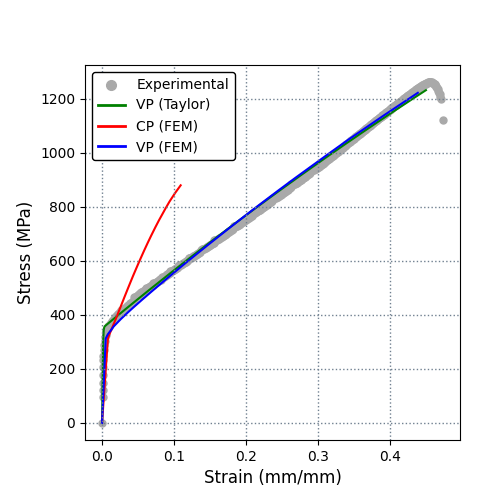 Experimental
VP (Taylor)
CP (FEM)
VP (FEM)
1200
1000
800
600
400
200
0
Stress (MPa)
0.0 0.1 0.2 0.3 0.4
Strain (mm/mm)